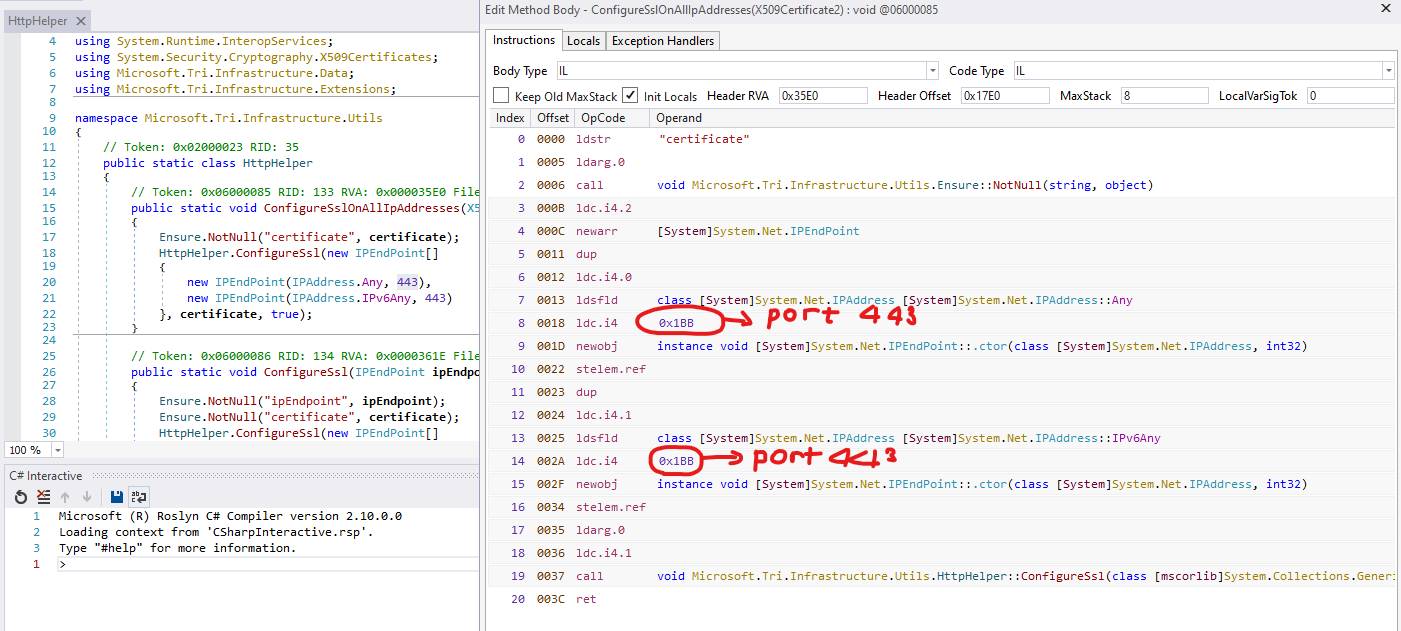 HttpHelper
4 using System.Runtime.InteropServices;
5 using System.Security.Cryptography.X509Certificates;
6 using Microsoft.Tri.Infrastructure.Data;
7 using Microsoft.Tri.Infrastructure.Extensions;
8
9 namespace Microsoft.Tri.Infrastructure.Utils
10 {
11 // Token: 0x02000023 RID: 35
12 public static class HttpHelper
13 {
14 // Token: 0x06000085 RID: 133 RVA: 0x000035E0 File
15 public static void ConfigureSslOnAllIpAddresses(X5
16 {
17 Ensure.NotNull("certificate", certificate);
18 HttpHelper.ConfigureSsl(new IPEndPoint[]
19 {
20 new IPEndPoint(IPAddress.Any, 443),
21 new IPEndPoint(IPAddress.IPv6Any, 443)
22 }, certificate, true);
23 }
24
25 // Token: 0x06000086 RID: 134 RVA: 0x0000361E File
26 public static void ConfigureSsl(IPEndPoint ipEndpo
27 {
28 Ensure.NotNull("ipEndpoint", ipEndpoint);
29 Ensure.NotNull("certificate", certificate);
30 HttpHelper.ConfigureSsl(new IPEndPoint[]
100 %
C# Interactive
1 Microsoft (R) Roslyn C# Compiler version 2.10.0.0
2 Loading context from 'CSharpInteractive.rsp'.
3 Type "#help" for more information.
1 >
Edit Method Body - ConfigureSslOnAllIpAddresses(X509Certificate2) : void @06000085
Instructions Locals Exception Handlers
Body Type IL Code Type IL
Keep Old MaxStack Init Locals Header RVA 0x35E0 Header Offset 0x17E0 MaxStack 8 LocalVarSigTok 0
Index Offset OpCode Operand
0 0000 ldstr "certificate"
1 0005 ldarg.0
2 0006 call void Microsoft.Tri.Infrastructure.Utils.Ensure::NotNull(string, object)
3 000B ldc.i4.2
4 000C newarr [System]System.Net.IPEndPoint
5 0011 dup
6 0012 ldc.i4.0
7 0013 ldsfld class [System]System.Net.IPAddress [System]System.Net.IPAddress::Any
8 0018 ldc.i4 0x1BB port 443
9 001D newobj instance void [System]System.Net.IPEndPoint::.ctor(class [System]System.Net.IPAddress, int32)
10 0022 stelem.ref
11 0023 dup
12 0024 ldc.i4.1
13 0025 ldsfld class [System]System.Net.IPAddress [System]System.Net.IPAddress::IPv6Any
14 002A ldc.i4 0x1BB port 443
15 002F newobj instance void [System]System.Net.IPEndPoint::.ctor(class [System]System.Net.IPAddress, int32)
16 0034 stelem.ref
17 0035 ldarg.0
18 0036 ldc.i4.1
19 0037 call void Microsoft.Tri.Infrastructure.Utils.HttpHelper::ConfigureSsl(class [mscorlib]System.Collections.Generi
20 003C ret